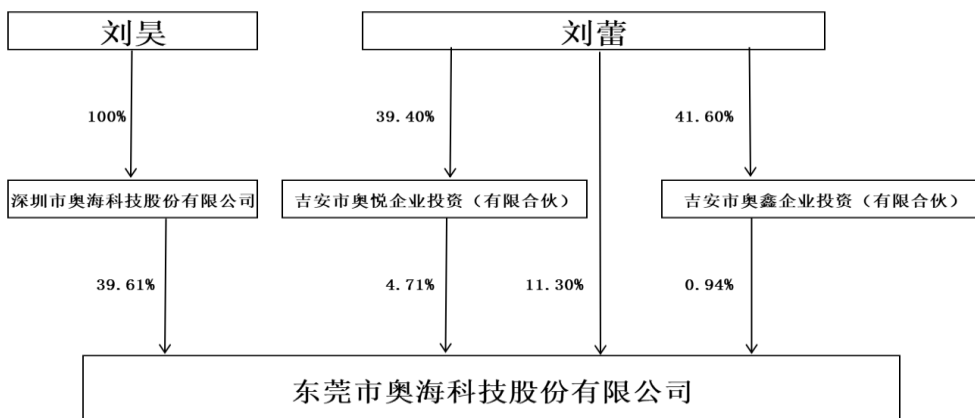 刘昊
刘蕾
100%
39.40%
41.60%
深圳市奥海科技股份有限公司
吉安市奥悦企业投资（有限合伙）
吉安市奥鑫企业投资（有限合伙）
39.61%
4.71%
11.30%
0.94%
东莞市奥海科技股份有限公司